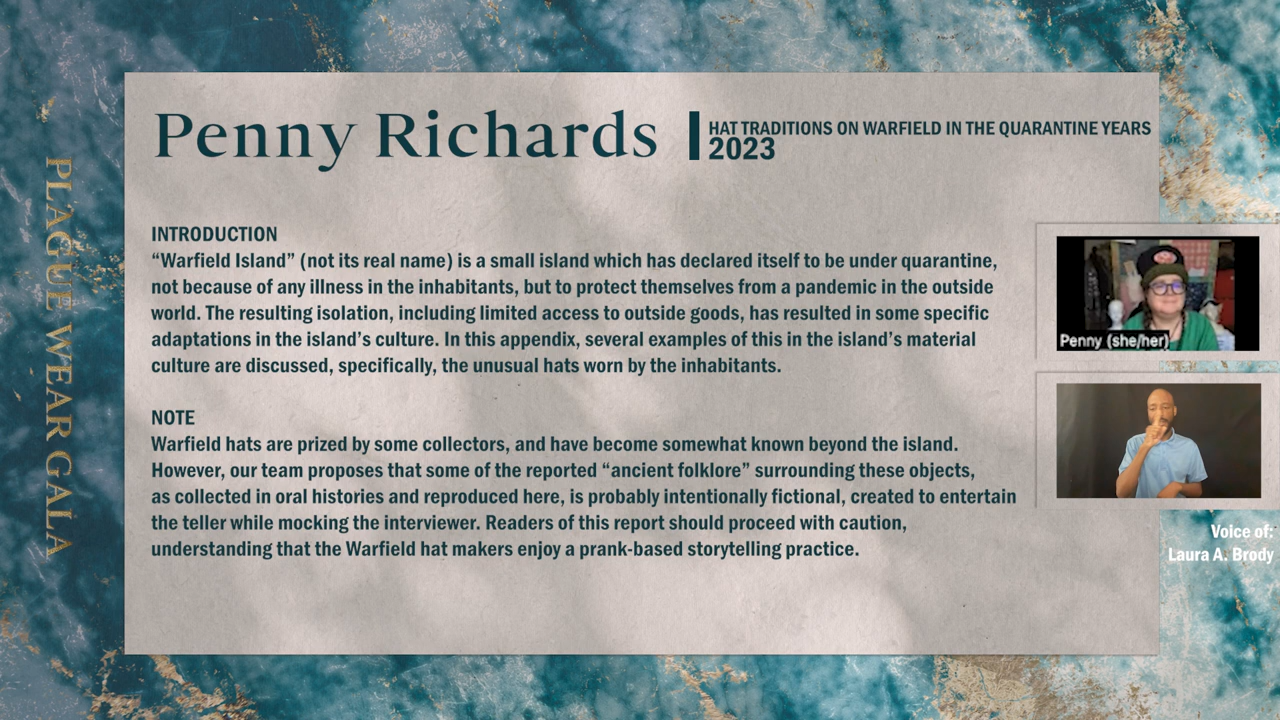 PLAGUE WEAR GALA
Penny Richards
HAT TRADITIONS ON WARFIELD IN THE QUARANTINE YEARS
2023
INTRODUCTION
“Warfield Island” (not its real name) is a small island which has declared itself to be under quarantine,
not because of any illness in the inhabitants, but to protect themselves from a pandemic in the outside
world. The resulting isolation, including limited access to outside goods, has resulted in some specific
adaptations in the island’s culture. In this appendix, several examples of this in the island’s material
culture are discussed, specifically, the unusual hats worn by the inhabitants.
NOTE
Warfield hats are prized by some collectors, and have become somewhat known beyond the island.
However, our team proposes that some of the reported “ancient folklore” surrounding these objects,
as collected in oral histories and reproduced here, is probably intentionally fictional, created to entertain
the teller while mocking the interviewer. Readers of this report should proceed with caution,
understanding that the Warfield hat makers enjoy a prank-based storytelling practice.
Penny (she/her)
Voice of:
Laura A. Brody